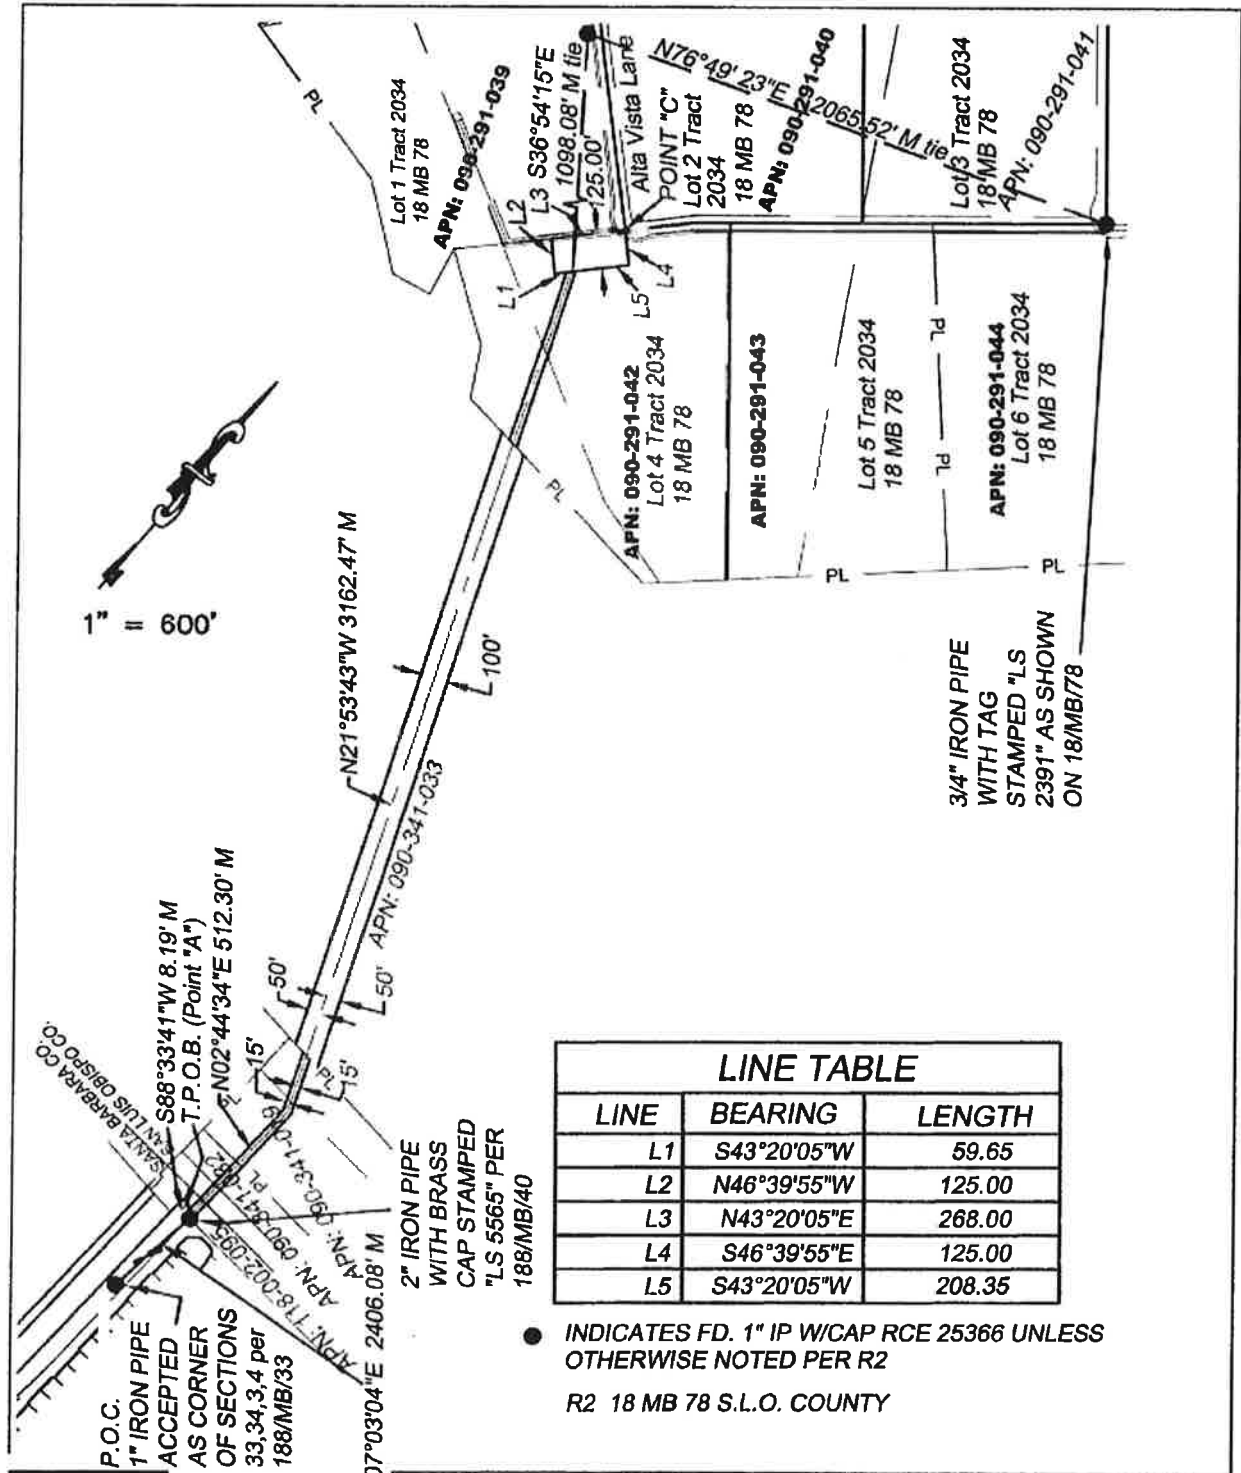 PL
Lot 1 Tract 2034
18 MB 78
APN: 090-291-039
L2
L3
S36°54'15"E
1098.08' M tie
125.00'
Alta Vista Lane
POINT "C"
N76°49'23"E 2065.52' M tie
Lot 2 Tract
2034
18 MB 78
APN: 090-291-040
Lot 3 Tract 2034
18 MB 78
APN: 090-291-041
L1
L5
L4
APN: 090-291-042
Lot 4 Tract 2034
18 MB 78
APN: 090-291-043
Lot 5 Tract 2034
18 MB 78
PL
PL
APN: 090-291-044
Lot 6 Tract 2034
18 MB 78
PL
PL
PL
1" = 600'
N21°53'43"W 3162.47' M
100'
APN: 090-341-033
3/4" IRON PIPE
WITH TAG
STAMPED "LS
2391" AS SHOWN
ON 18/MB/78
50'
50'
15'
15'
PL
SANTA BARBARA CO.
SAN LUIS OBISPO CO.
S88°33'41"W 8.19' M
T.P.O.B. (Point "A")
N02°44'34"E 512.30' M
PL
2" IRON PIPE
WITH BRASS
CAP STAMPED
"LS 5565" PER
188/MB/40
APN: 118-002-095
07°03'04"E 2406.08' M
P.O.C.
1" IRON PIPE
ACCEPTED
AS CORNER
OF SECTIONS
33,34,3,4 per
188/MB/33
LINE TABLE
LINE BEARING LENGTH
L1 S43°20'05"W 59.65
L2 N46°39'55"W 125.00
L3 N43°20'05"E 268.00
L4 S46°39'55"E 125.00
L5 S43°20'05"W 208.35
INDICATES FD. 1" IP W/CAP RCE 25366 UNLESS
OTHERWISE NOTED PER R2
R2 18 MB 78 S.L.O. COUNTY